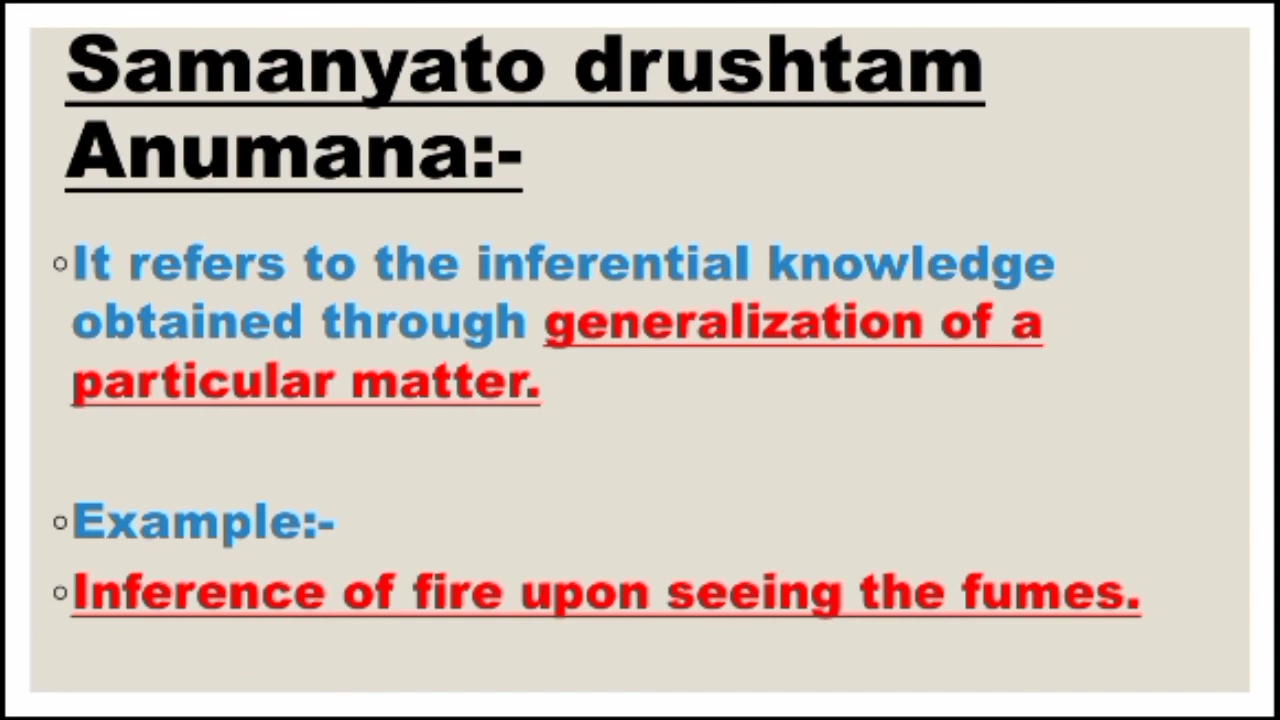 Samanyato drushtam
Anumana:-
◦It refers to the inferential knowledge
obtained through generalization of a
particular matter.
◦Example:-
◦Inference of fire upon seeing the fumes.